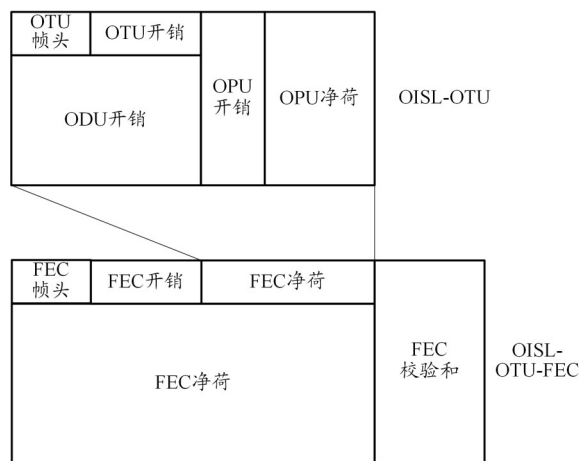 OTU
帧头
OTU开销
ODU开销
OPU
开销
OPU净荷
OISL-OTU
FEC
帧头
FEC开销
FEC净荷
FEC净荷
FEC
校验和
OISL-
OTU-FEC